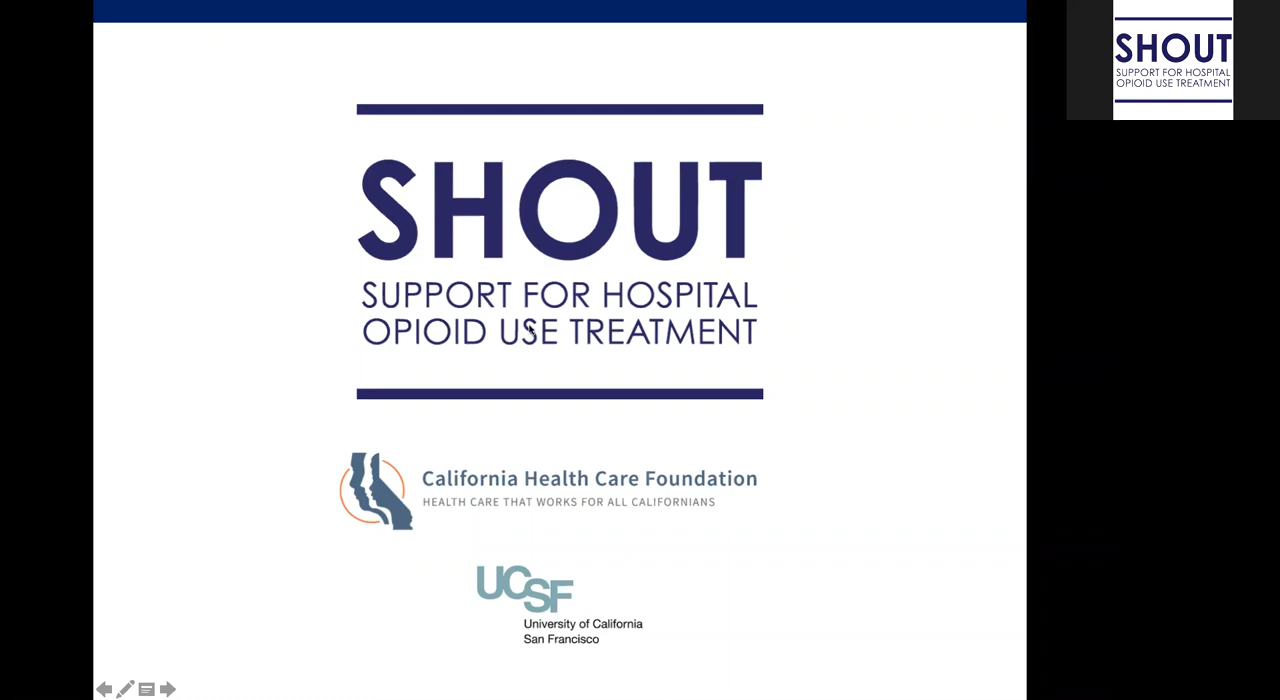 SHOUT
SUPPORT FOR HOSPITAL
OPIOID USE TREATMENT
California Health Care Foundation
HEALTH CARE THAT WORKS FOR ALL CALIFORNIANS
UCSF
University of California
San Francisco
SHOUT
SUPPORT FOR HOSPITAL
OPIOID USE TREATMENT